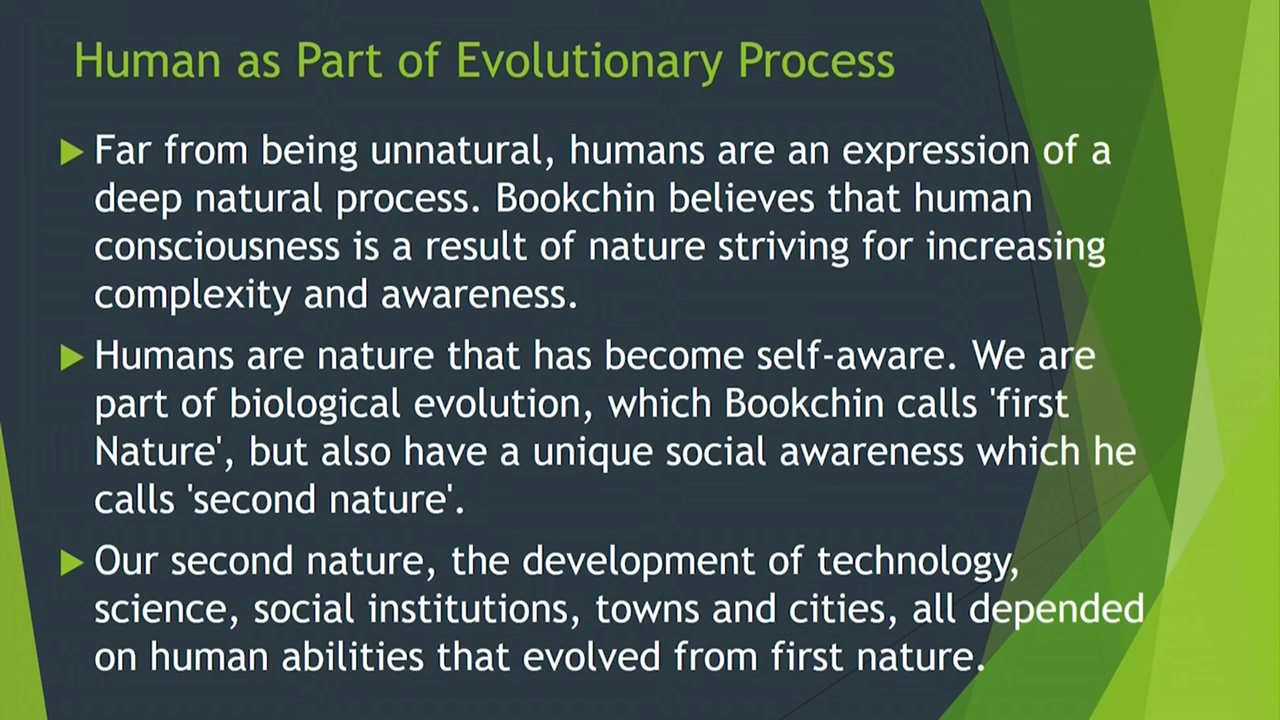 Human as Part of Evolutionary Process
Far from being unnatural, humans are an expression of a
deep natural process. Bookchin believes that human
consciousness is a result of nature striving for increasing
complexity and awareness.
Humans are nature that has become self-aware. We are
part of biological evolution, which Bookchin calls 'first
Nature', but also have a unique social awareness which he
calls 'second nature'.
Our second nature, the development of technology,
science, social institutions, towns and cities, all depended
on human abilities that evolved from first nature.